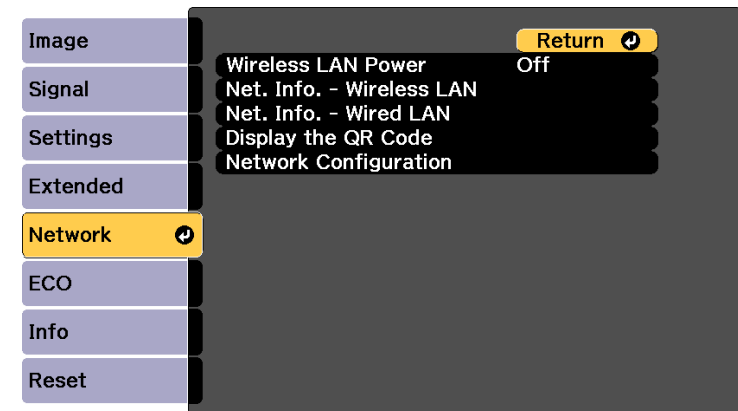 Image
Signal
Settings
Extended
Network
ECO
Info
Reset
Return
Wireless LAN Power Off
Net. Info. - Wireless LAN
Net. Info. - Wired LAN
Display the QR Code
Network Configuration